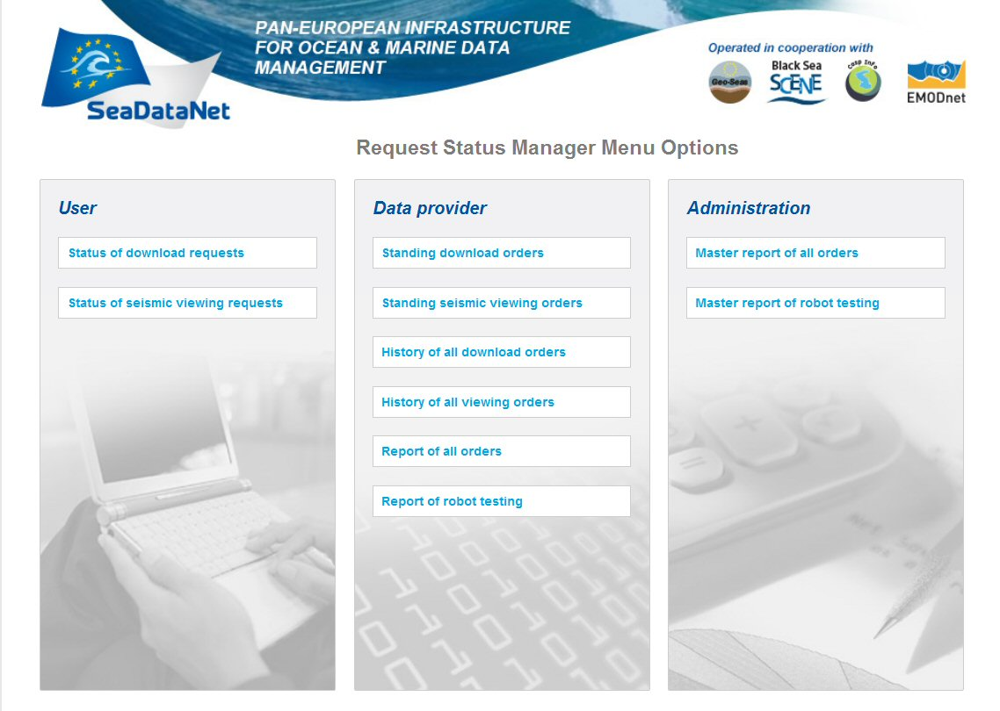 PAN-EUROPEAN INFRASTRUCTURE
FOR OCEAN & MARINE DATA
MANAGEMENT
SeaDataNet
Operated in cooperation with
Geo-Seas
Black Sea
SCENE
Casp Info
EMODnet
Request Status Manager Menu Options
User
Status of download requests
Status of seismic viewing requests
Data provider
Standing download orders
Standing seismic viewing orders
History of all download orders
History of all viewing orders
Report of all orders
Report of robot testing
Administration
Master report of all orders
Master report of robot testing